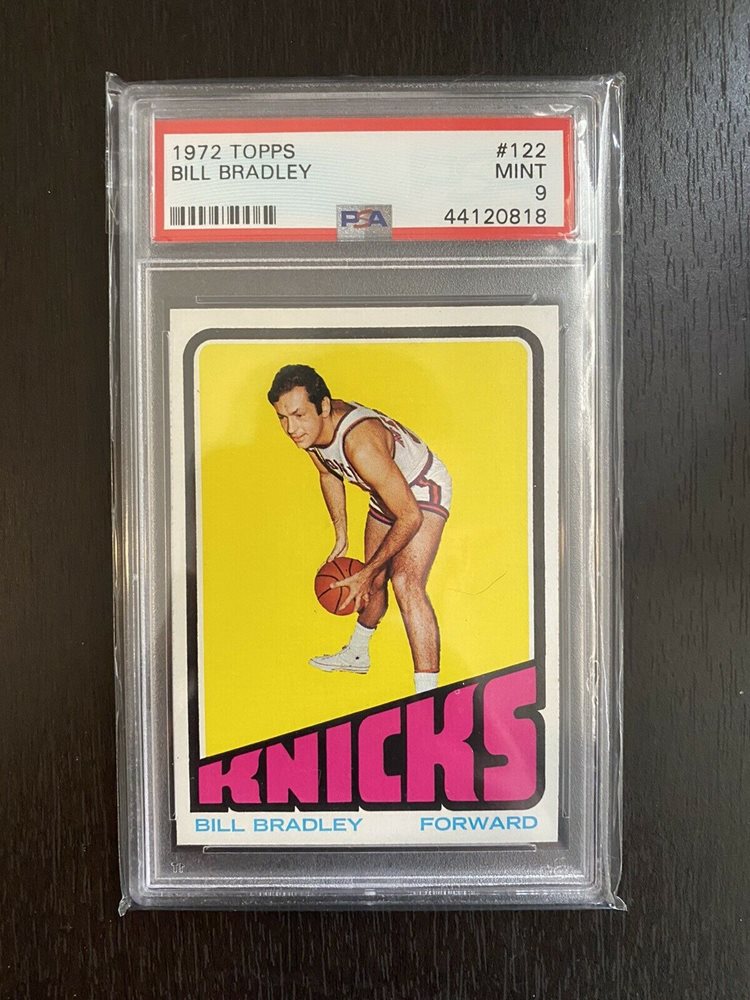 1972 TOPPS #122
BILL BRADLEY MINT
9
PSA 44120818
KNICKS
BILL BRADLEY FORWARD